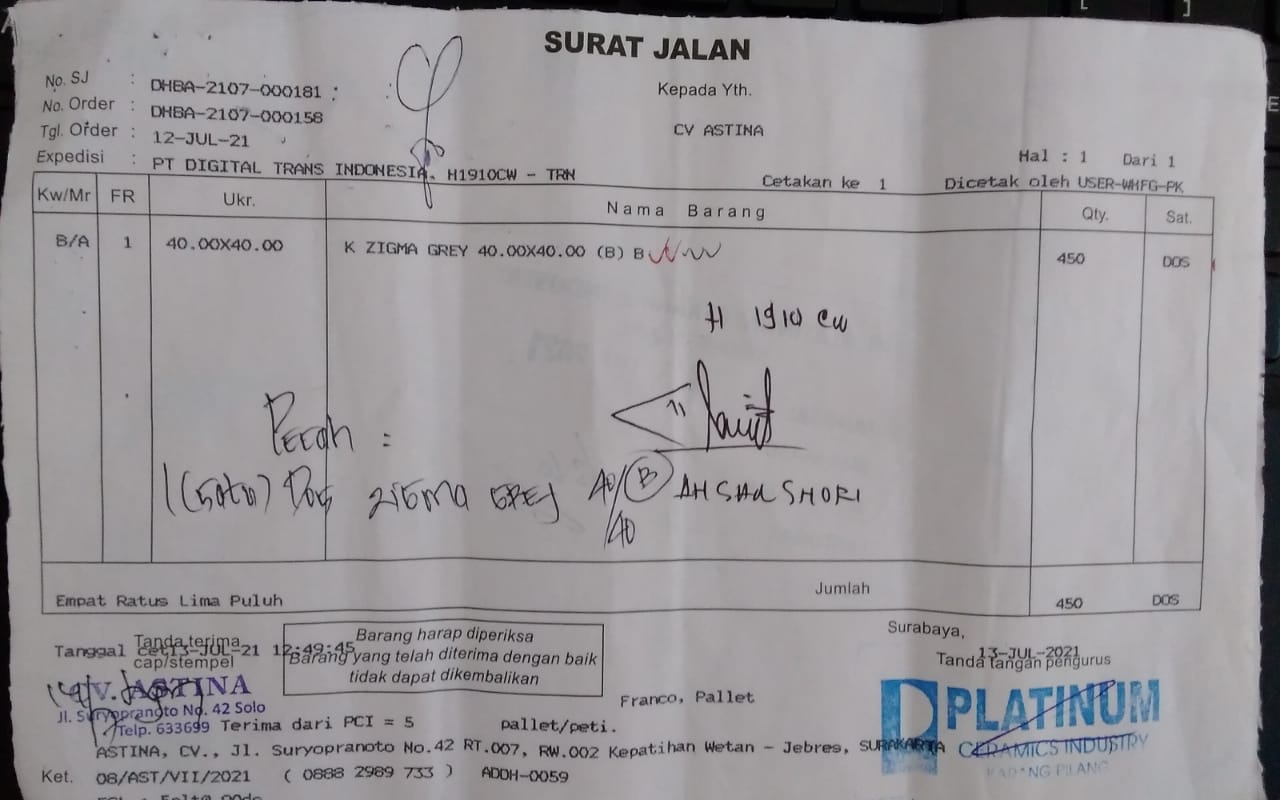 SURAT JALAN
No. SJ : DHBA-2107-000181
No. Order : DHBA-2107-000158
Tgl. Order : 12-JUL-21
Expedisi : PT DIGITAL TRANS INDONESIA. H1910CW - TRN
Kepada Yth.
CV ASTINA
Hal : 1 Dari 1
Cetakan ke 1 Dicetak oleh USER-WHFG-PK
Kw/Mr FR Ukr. Nama Barang Qty. Sat.
B/A 1 40.00X40.00 K ZIGMA GREY 40.00X40.00 (B) B 450 DOS
H 1910 CW
Pecah :
1 (Satu) Dos ZIGMA GREY 40/40 B AHSAN SHORI
Jumlah
Empat Ratus Lima Puluh 450 DOS
Tanda terima
Tanggal cet13-JUL-21 12:49:45
cap/stempel
Barang harap diperiksa
Barang yang telah diterima dengan baik
tidak dapat dikembalikan
Surabaya,
13-JUL-2021
Tanda tangan pengurus
CV. ASTINA
Jl. Suryopranoto No. 42 Solo
Telp. 633699
Franco, Pallet
Terima dari PCI = 5 pallet/peti.
PLATINUM
CERAMICS INDUSTRY
KARANG PILANG
ASTINA, CV., Jl. Suryopranoto No.42 RT.007, RW.002 Kepatihan Wetan - Jebres, SURAKARTA
Ket. 08/AST/VII/2021 ( 0888 2989 733 ) ADDH-0059